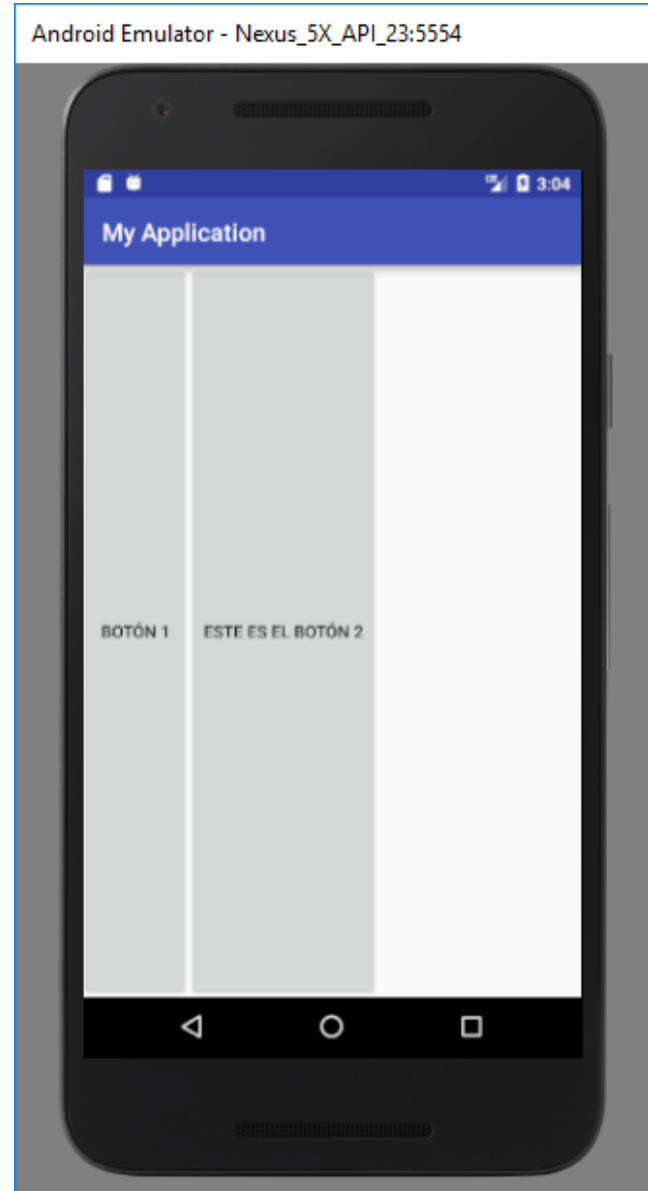 Android Emulator - Nexus_5X_API_23:5554
3:04
My Application
BOTÓN 1
ESTE ES EL BOTÓN 2